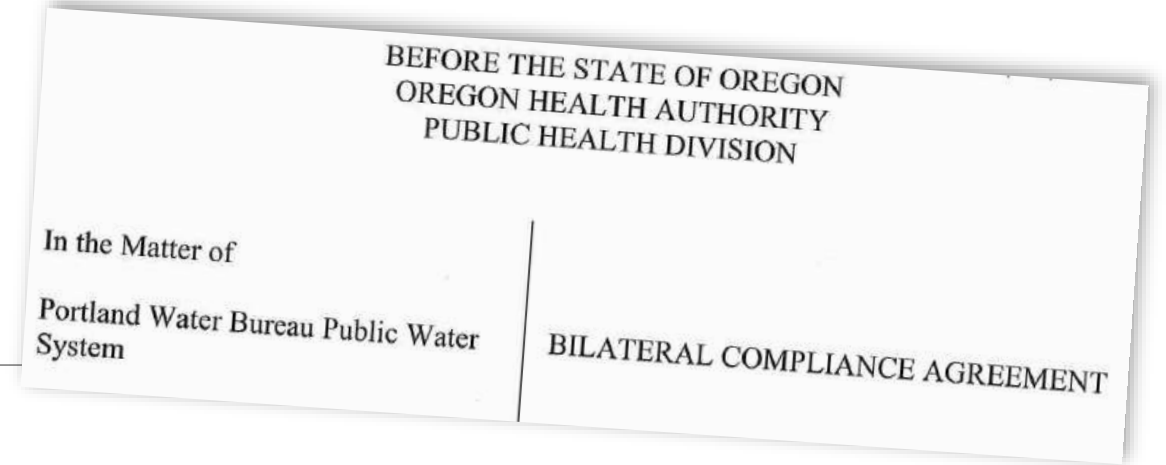 BEFORE THE STATE OF OREGON
OREGON HEALTH AUTHORITY
PUBLIC HEALTH DIVISION
In the Matter of
Portland Water Bureau Public Water
System
BILATERAL COMPLIANCE AGREEMENT